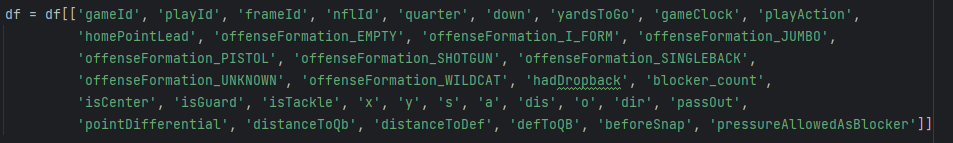 df = df[['gameId', 'playId', 'frameId', 'nflId', 'quarter', 'down', 'yardsToGo', 'gameClock', 'playAction',
'homePointLead', 'offenseFormation_EMPTY', 'offenseFormation_I_FORM', 'offenseFormation_JUMBO',
'offenseFormation_PISTOL', 'offenseFormation_SHOTGUN', 'offenseFormation_SINGLEBACK',
'offenseFormation_UNKNOWN', 'offenseFormation_WILDCAT', 'hadDropback', 'blocker_count',
'isCenter', 'isGuard', 'isTackle', 'x', 'y', 's', 'a', 'dis', 'o', 'dir', 'passOut',
'pointDifferential', 'distanceToQb', 'distanceToDef', 'defToQB', 'beforeSnap', 'pressureAllowedAsBlocker']]